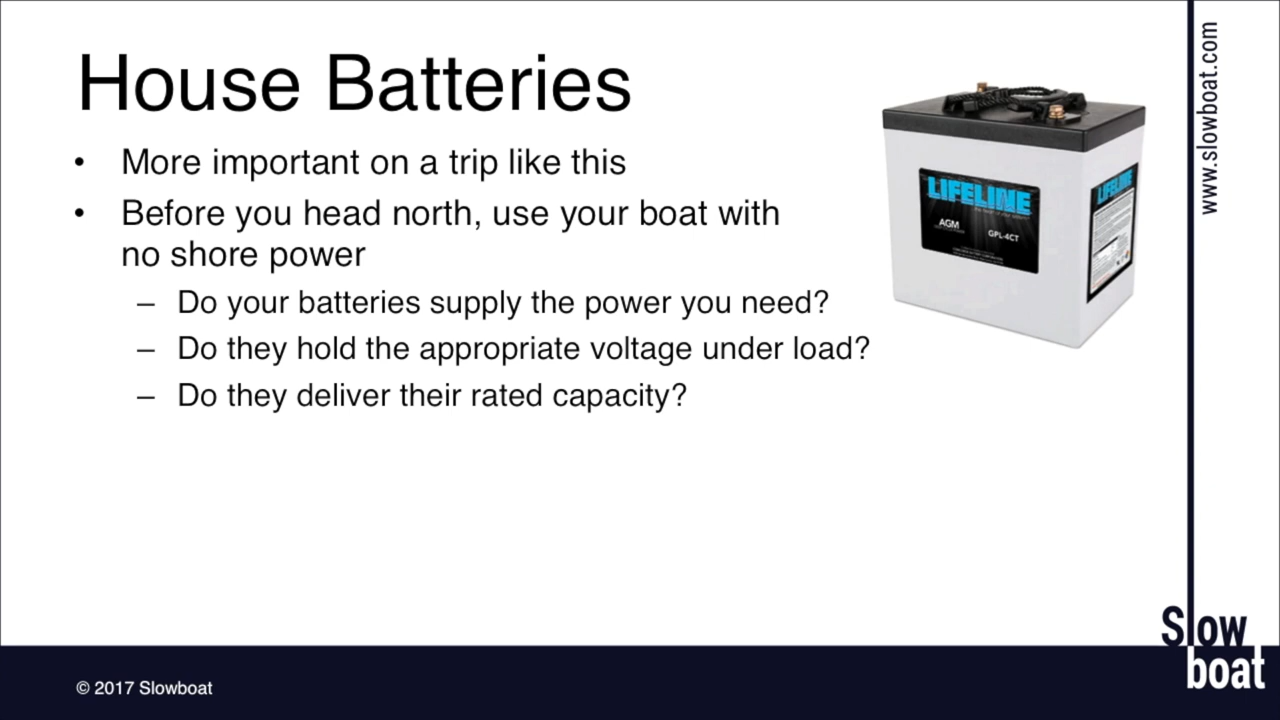 House Batteries
• More important on a trip like this
• Before you head north, use your boat with
no shore power
– Do your batteries supply the power you need?
– Do they hold the appropriate voltage under load?
– Do they deliver their rated capacity?
LIFELINE
AGM
GPL-4CT
LIFELINE
www.slowboat.com
Slow
boat
© 2017 Slowboat